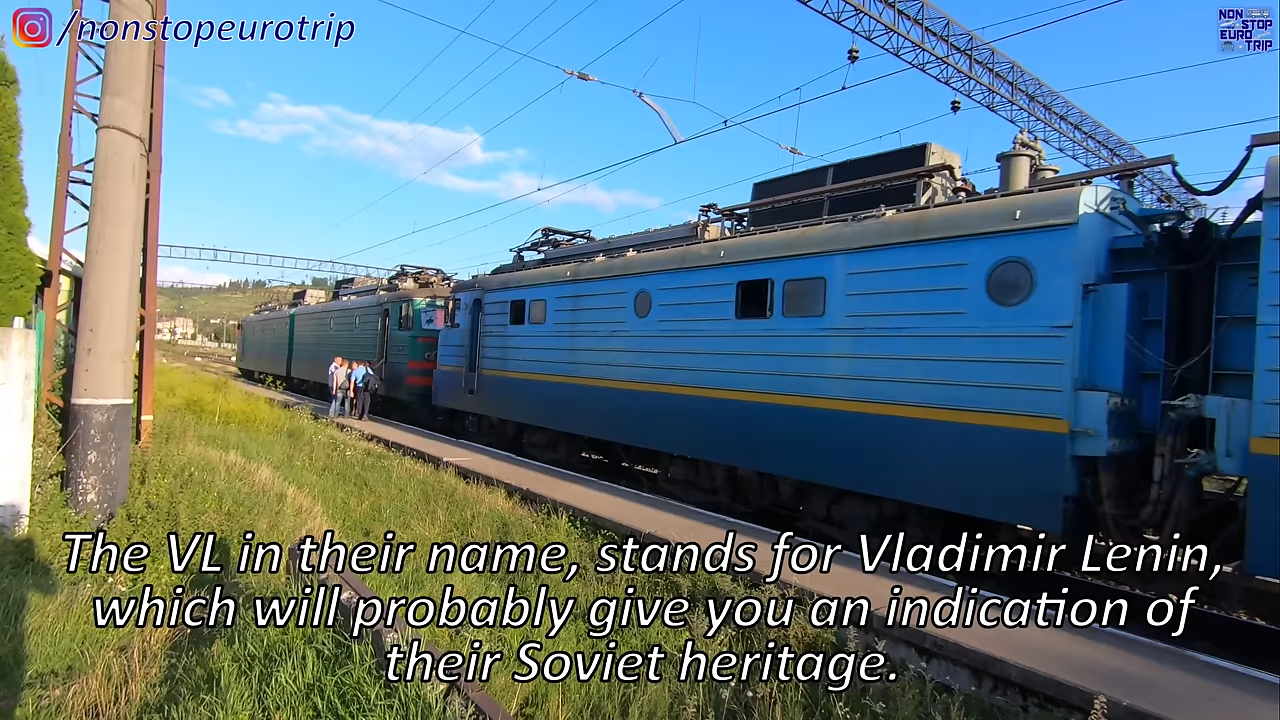 /nonstopeurotrip
NON
STOP
EURO
TRIP
The VL in their name, stands for Vladimir Lenin,
which will probably give you an indication of
their Soviet heritage.